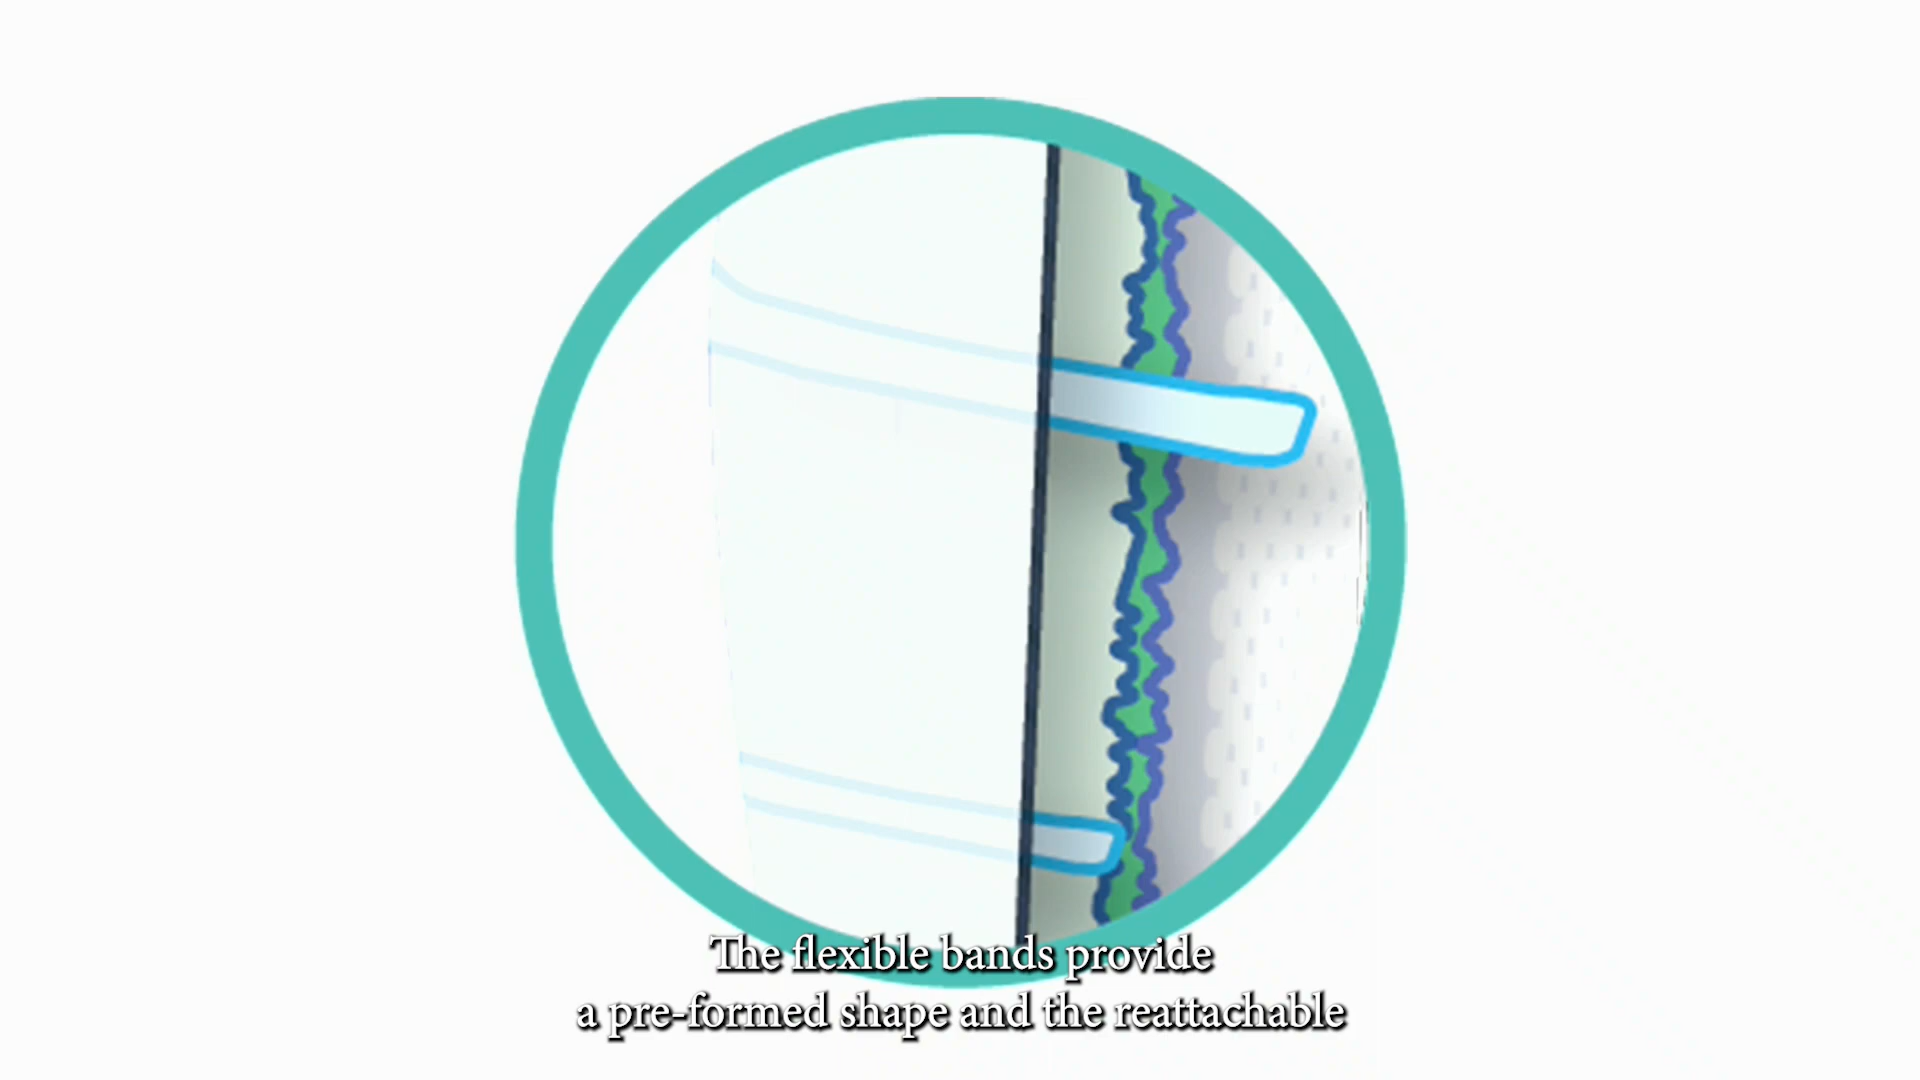 The flexible bands provide
a pre-formed shape and the reattachable